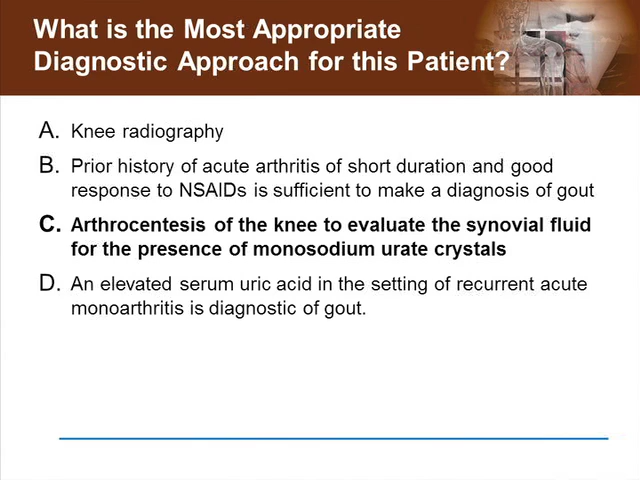 What is the Most Appropriate
Diagnostic Approach for this Patient?
A. Knee radiography
B. Prior history of acute arthritis of short duration and good
response to NSAIDs is sufficient to make a diagnosis of gout
C. Arthrocentesis of the knee to evaluate the synovial fluid
for the presence of monosodium urate crystals
D. An elevated serum uric acid in the setting of recurrent acute
monoarthritis is diagnostic of gout.